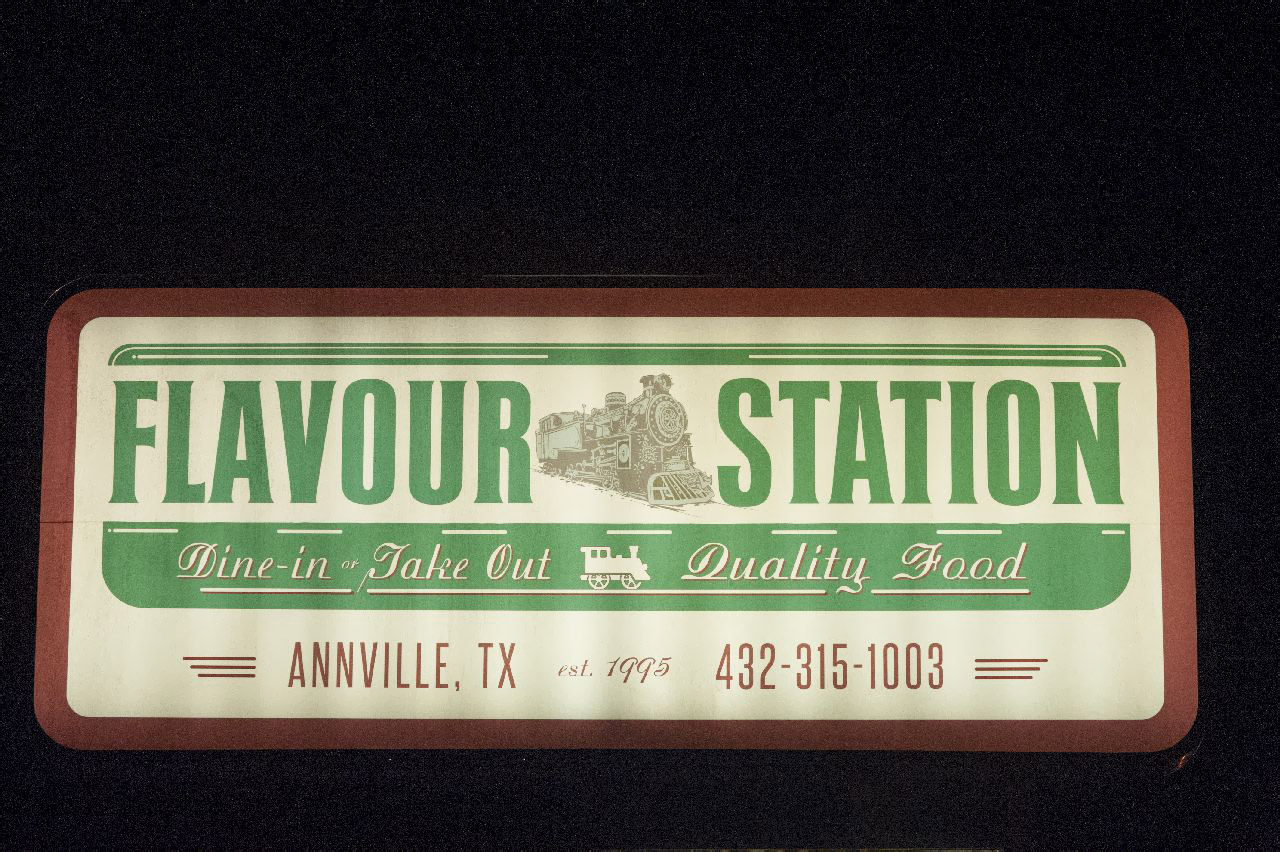 FLAVOUR STATION
Dine-in or Take Out Quality Food
ANNVILLE, TX est. 1995 432-315-1003